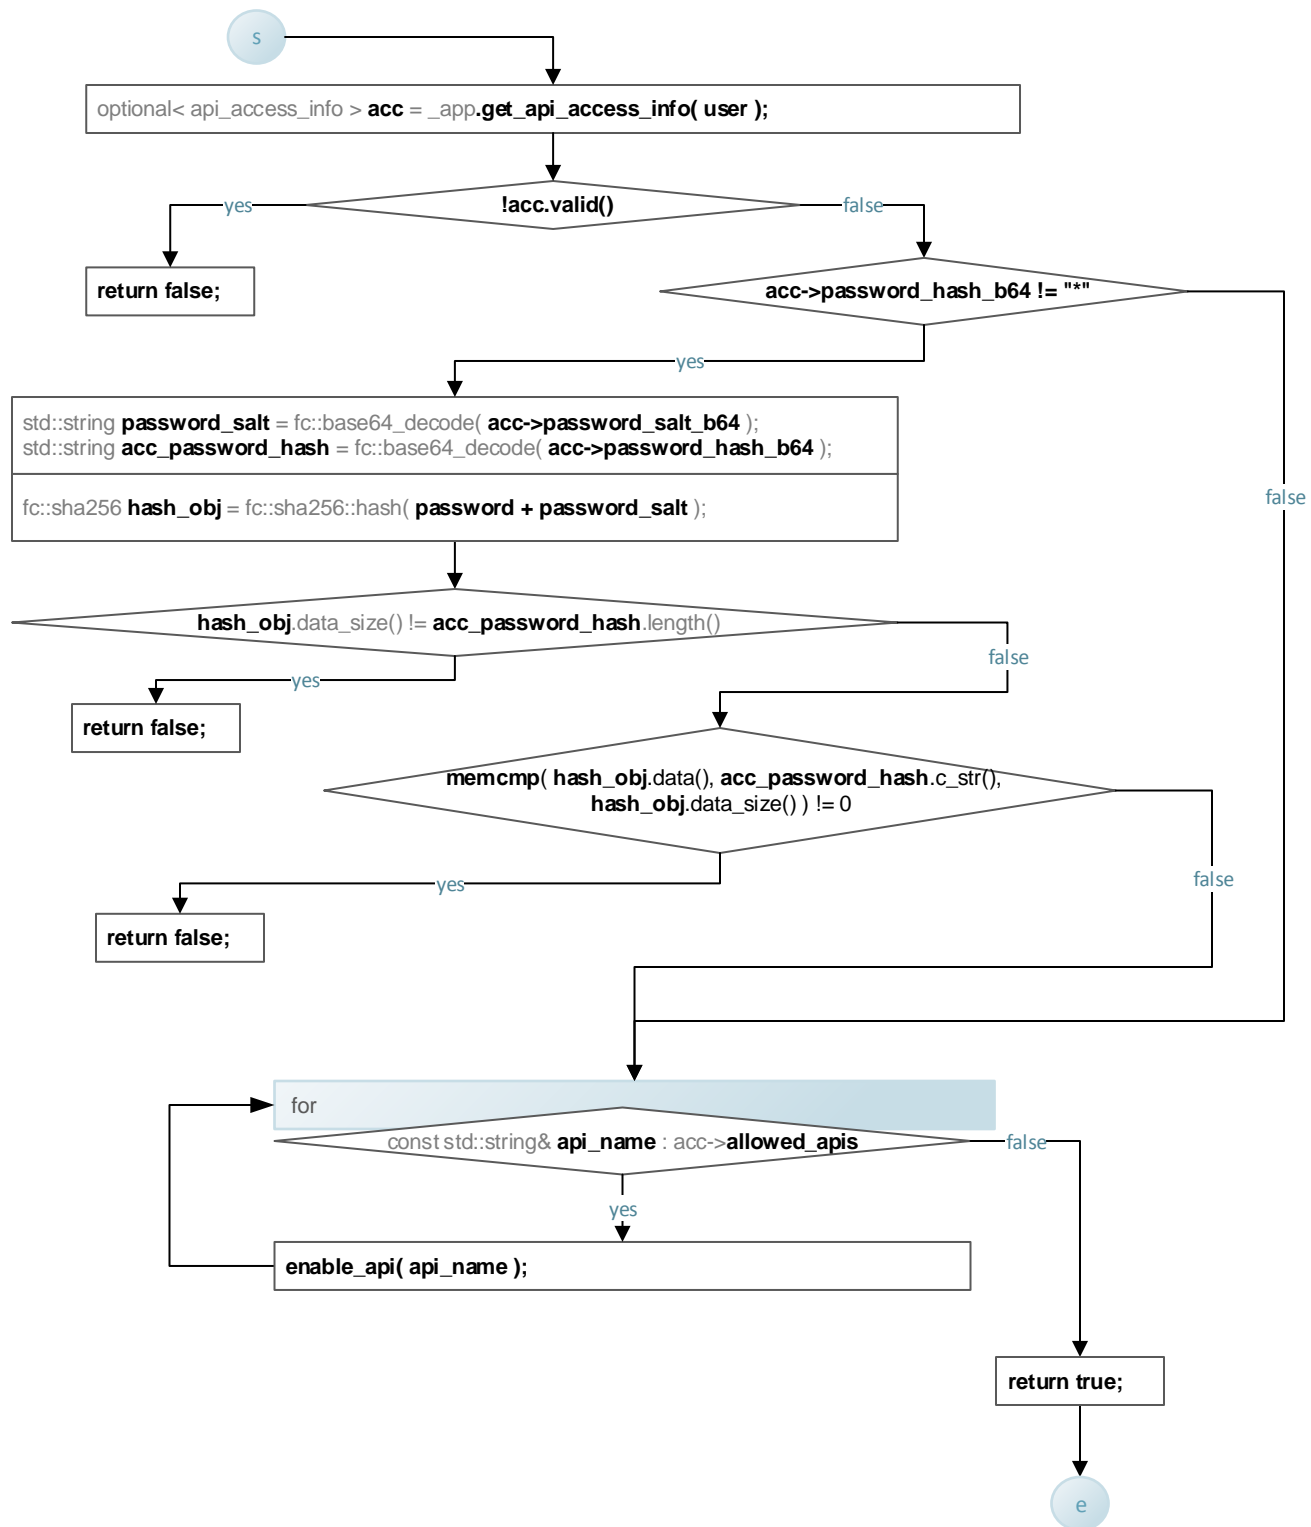 s
optional< api_access_info > acc = _app.get_api_access_info( user );
!acc.valid()
yes
false
return false;
acc->password_hash_b64 != "*"
yes
false
std::string password_salt = fc::base64_decode( acc->password_salt_b64 );
std::string acc_password_hash = fc::base64_decode( acc->password_hash_b64 );
fc::sha256 hash_obj = fc::sha256::hash( password + password_salt );
hash_obj.data_size() != acc_password_hash.length()
false
yes
return false;
memcmp( hash_obj.data(), acc_password_hash.c_str(),
hash_obj.data_size() ) != 0
yes
false
return false;
for
const std::string& api_name : acc->allowed_apis
false
yes
enable_api( api_name );
return true;
e